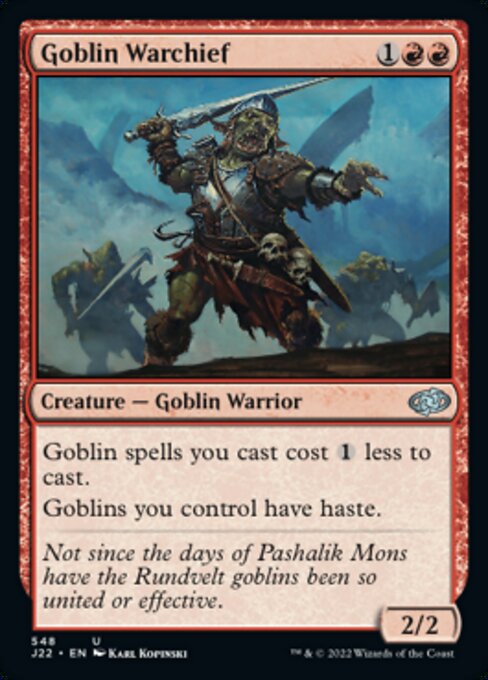 Goblin Warchief 1
Creature — Goblin Warrior
Goblin spells you cast cost 1 less to
cast.
Goblins you control have haste.
Not since the days of Pashalik Mons
have the Rundvelt goblins been so
united or effective.
2/2
548 U
J22 • EN Karl Kopinski
™ & © 2022 Wizards of the Coast